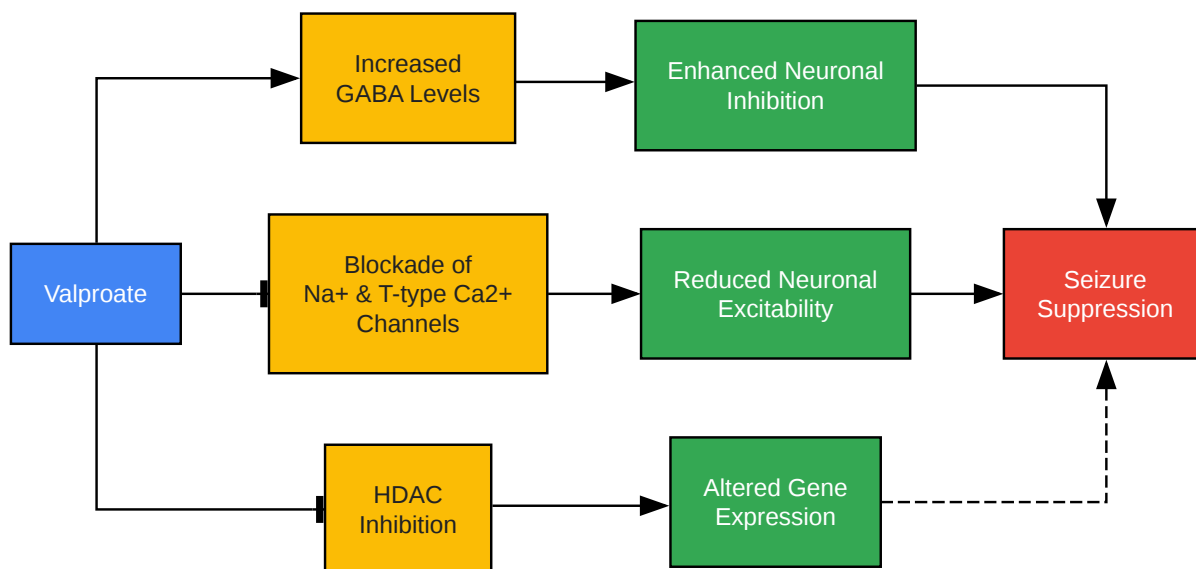 Increased
GABA Levels
Enhanced Neuronal
Inhibition
Valproate
Blockade of
Na+ & T-type Ca2+
Channels
Reduced Neuronal
Excitability
Seizure
Suppression
HDAC
Inhibition
Altered Gene
Expression